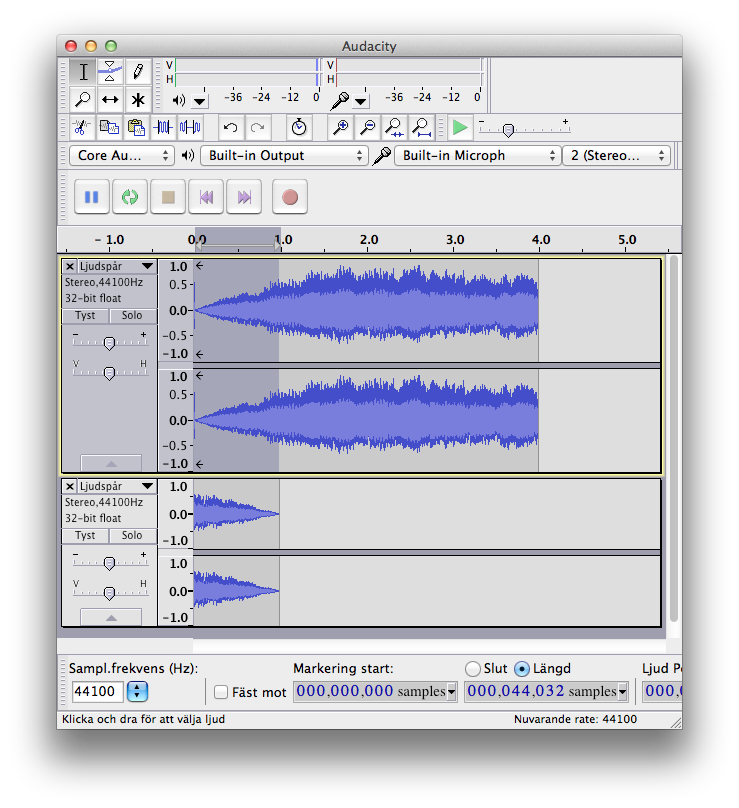 Audacity
V
H
-36 -24 -12 0
V
H
-36 -24 -12 0
Core Au...
Built-in Output
Built-in Microph
2 (Stereo...
- 1.0 0.0 1.0 2.0 3.0 4.0 5.0
Ljudspår
Stereo,44100Hz
32-bit float
Tyst Solo
- +
V H
1.0
0.5-
0.0-
-0.5-
-1.0
1.0
0.5-
0.0-
-0.5-
-1.0
Ljudspår
Stereo,44100Hz
32-bit float
Tyst Solo
- +
V H
1.0
0.0-
-1.0
1.0
0.0-
-1.0
Sampl.frekvens (Hz):
44100
Fäst mot
Markering start:
000,000,000 samples
Slut Längd
000,044,032 samples
Ljud
000,
Klicka och dra för att välja ljud
Nuvarande rate: 44100